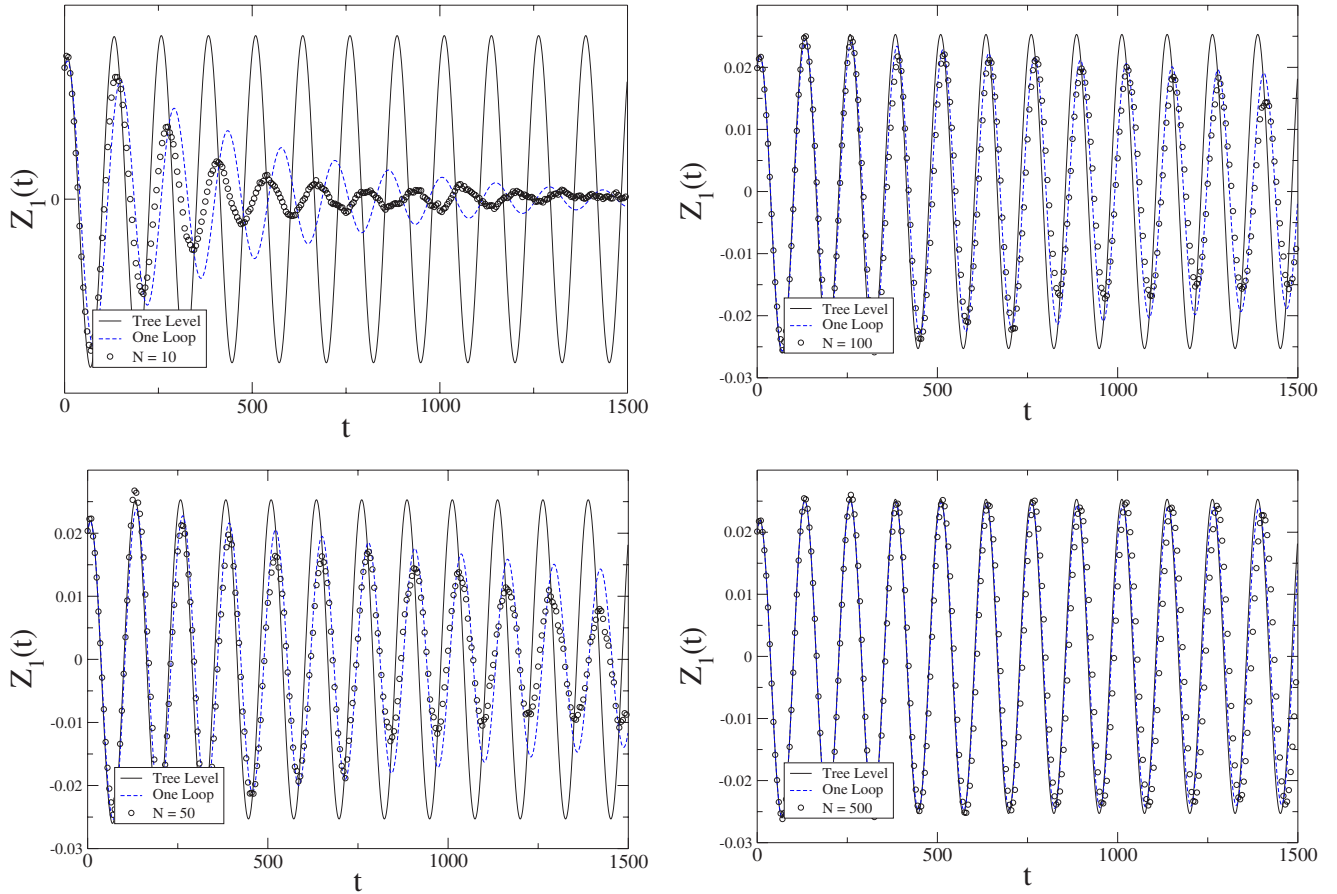 Z₁(t)
0
Tree Level
One Loop
N = 10
0 500 1000 1500
t
0.02
0.01
0
-0.01
-0.02
-0.03
Z₁(t)
Tree Level
One Loop
N = 100
0 500 1000 1500
t
0.02
0.01
0
-0.01
-0.02
-0.03
Z₁(t)
Tree Level
One Loop
N = 50
0 500 1000 1500
t
0.02
0.01
0
-0.01
-0.02
-0.03
Z₁(t)
Tree Level
One Loop
N = 500
0 500 1000 1500
t